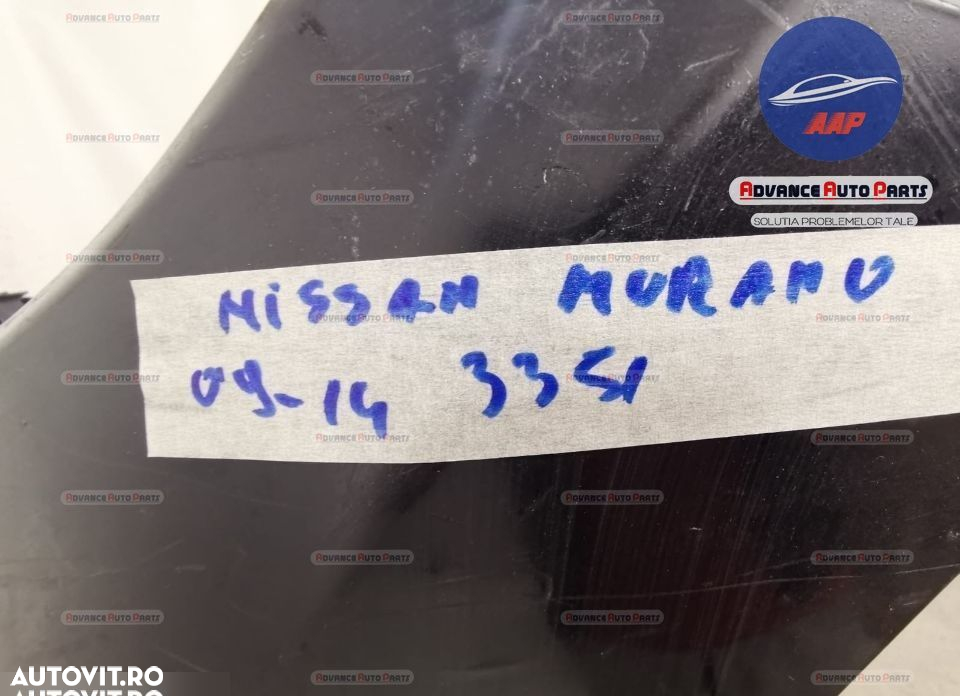 AAP
ADVANCE AUTO PARTS
SOLUTIA PROBLEMELOR TALE
NISSAN MURANO
09-14 3351
AUTOVIT.RO